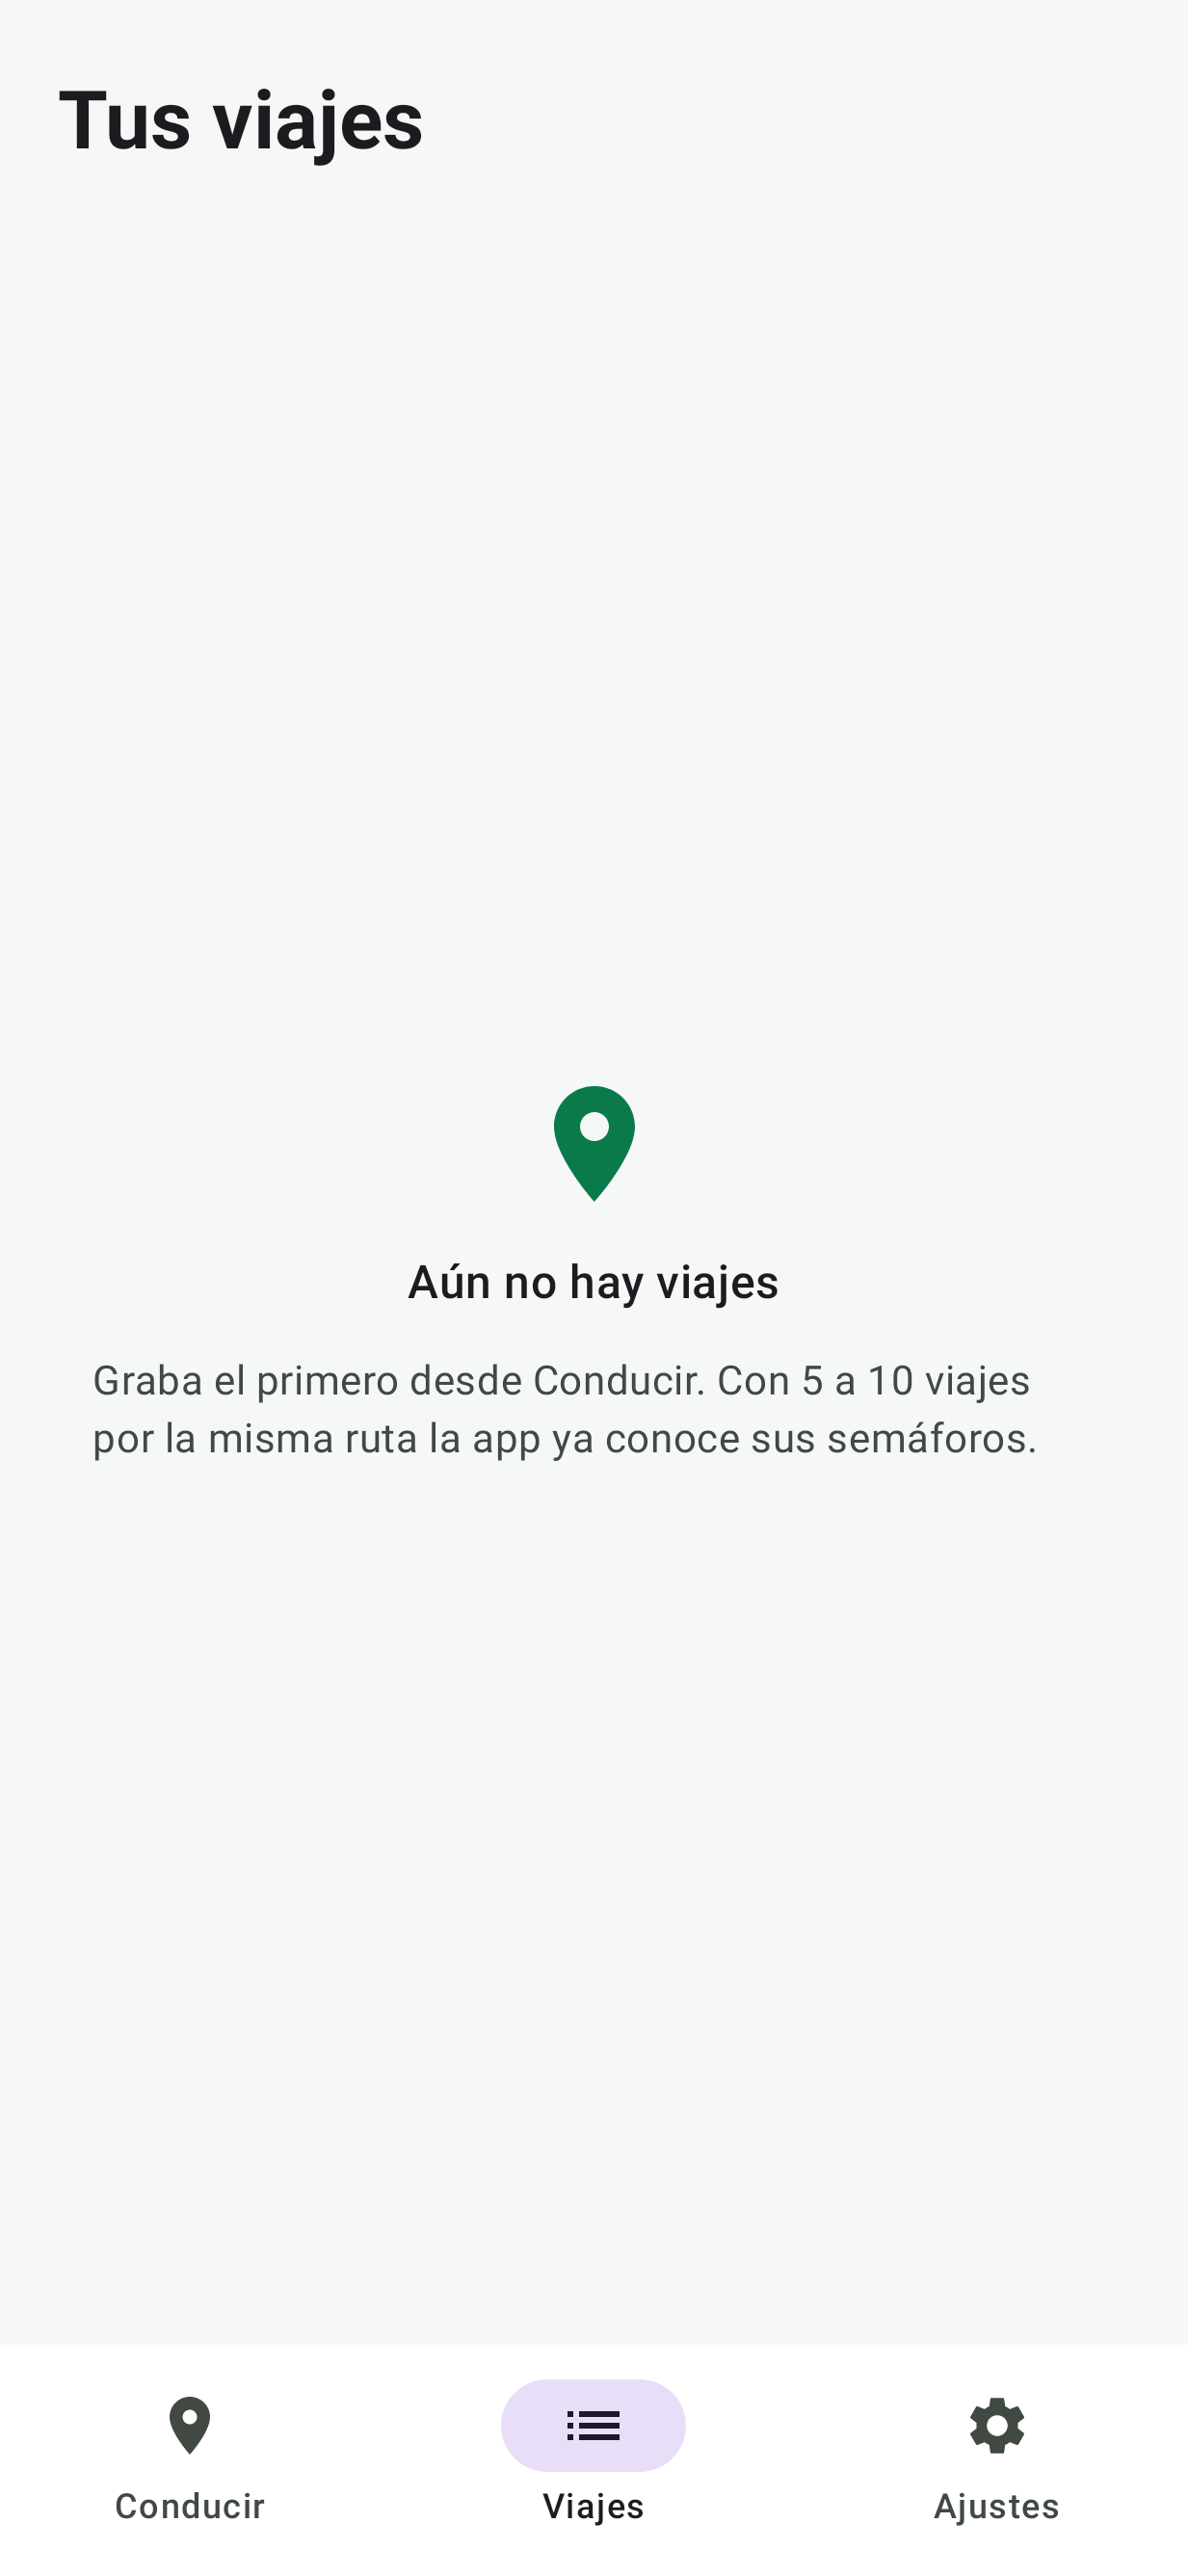 Tus viajes
Aún no hay viajes
Graba el primero desde Conducir. Con 5 a 10 viajes
por la misma ruta la app ya conoce sus semáforos.
Conducir
Viajes
Ajustes